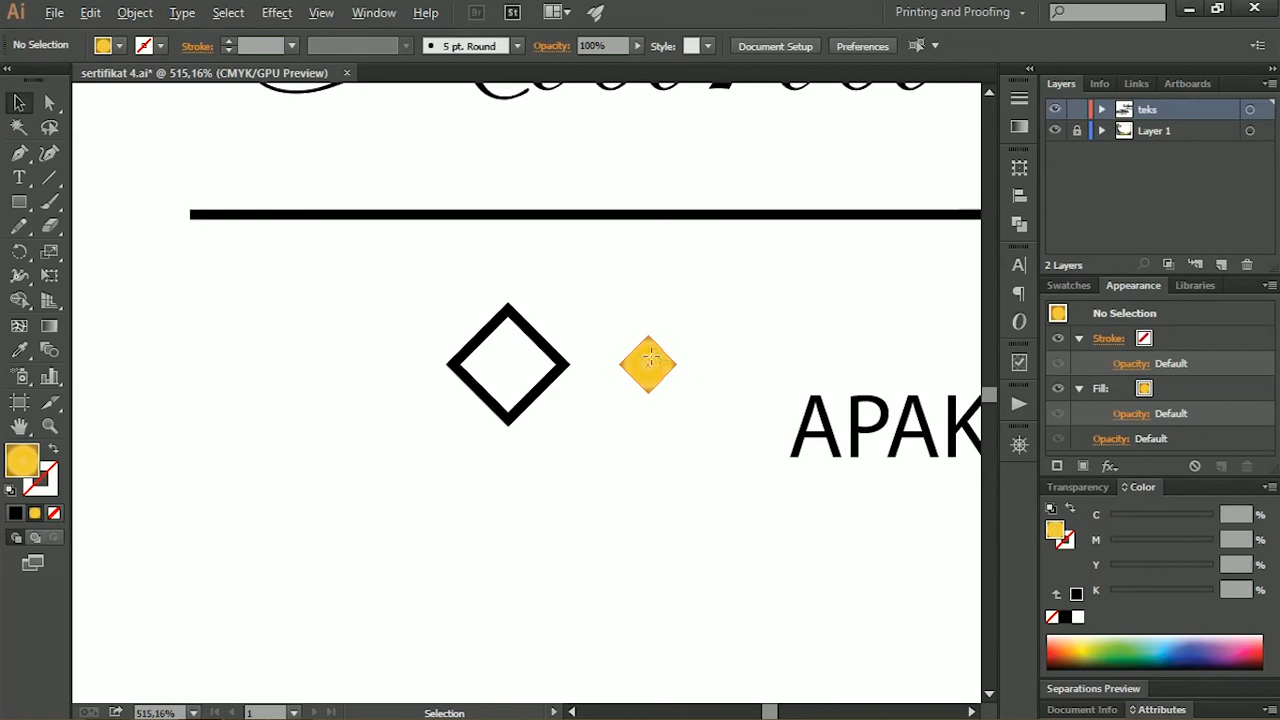 Ai File Edit Object Type Select Effect View Window Help Br St Printing and Proofing
No Selection Stroke: 5 pt. Round Opacity: 100% Style: Document Setup Preferences
sertifikat 4.ai* @ 515,16% (CMYK/GPU Preview)
Layers Info Links Artboards
teks
Layer 1
2 Layers
Swatches Appearance Libraries
No Selection
Stroke:
Opacity: Default
Fill:
Opacity: Default
Opacity: Default
fx
Transparency Color
C %
M %
Y %
K %
APAK
Separations Preview
Document Info Attributes
515,16% 1 Selection